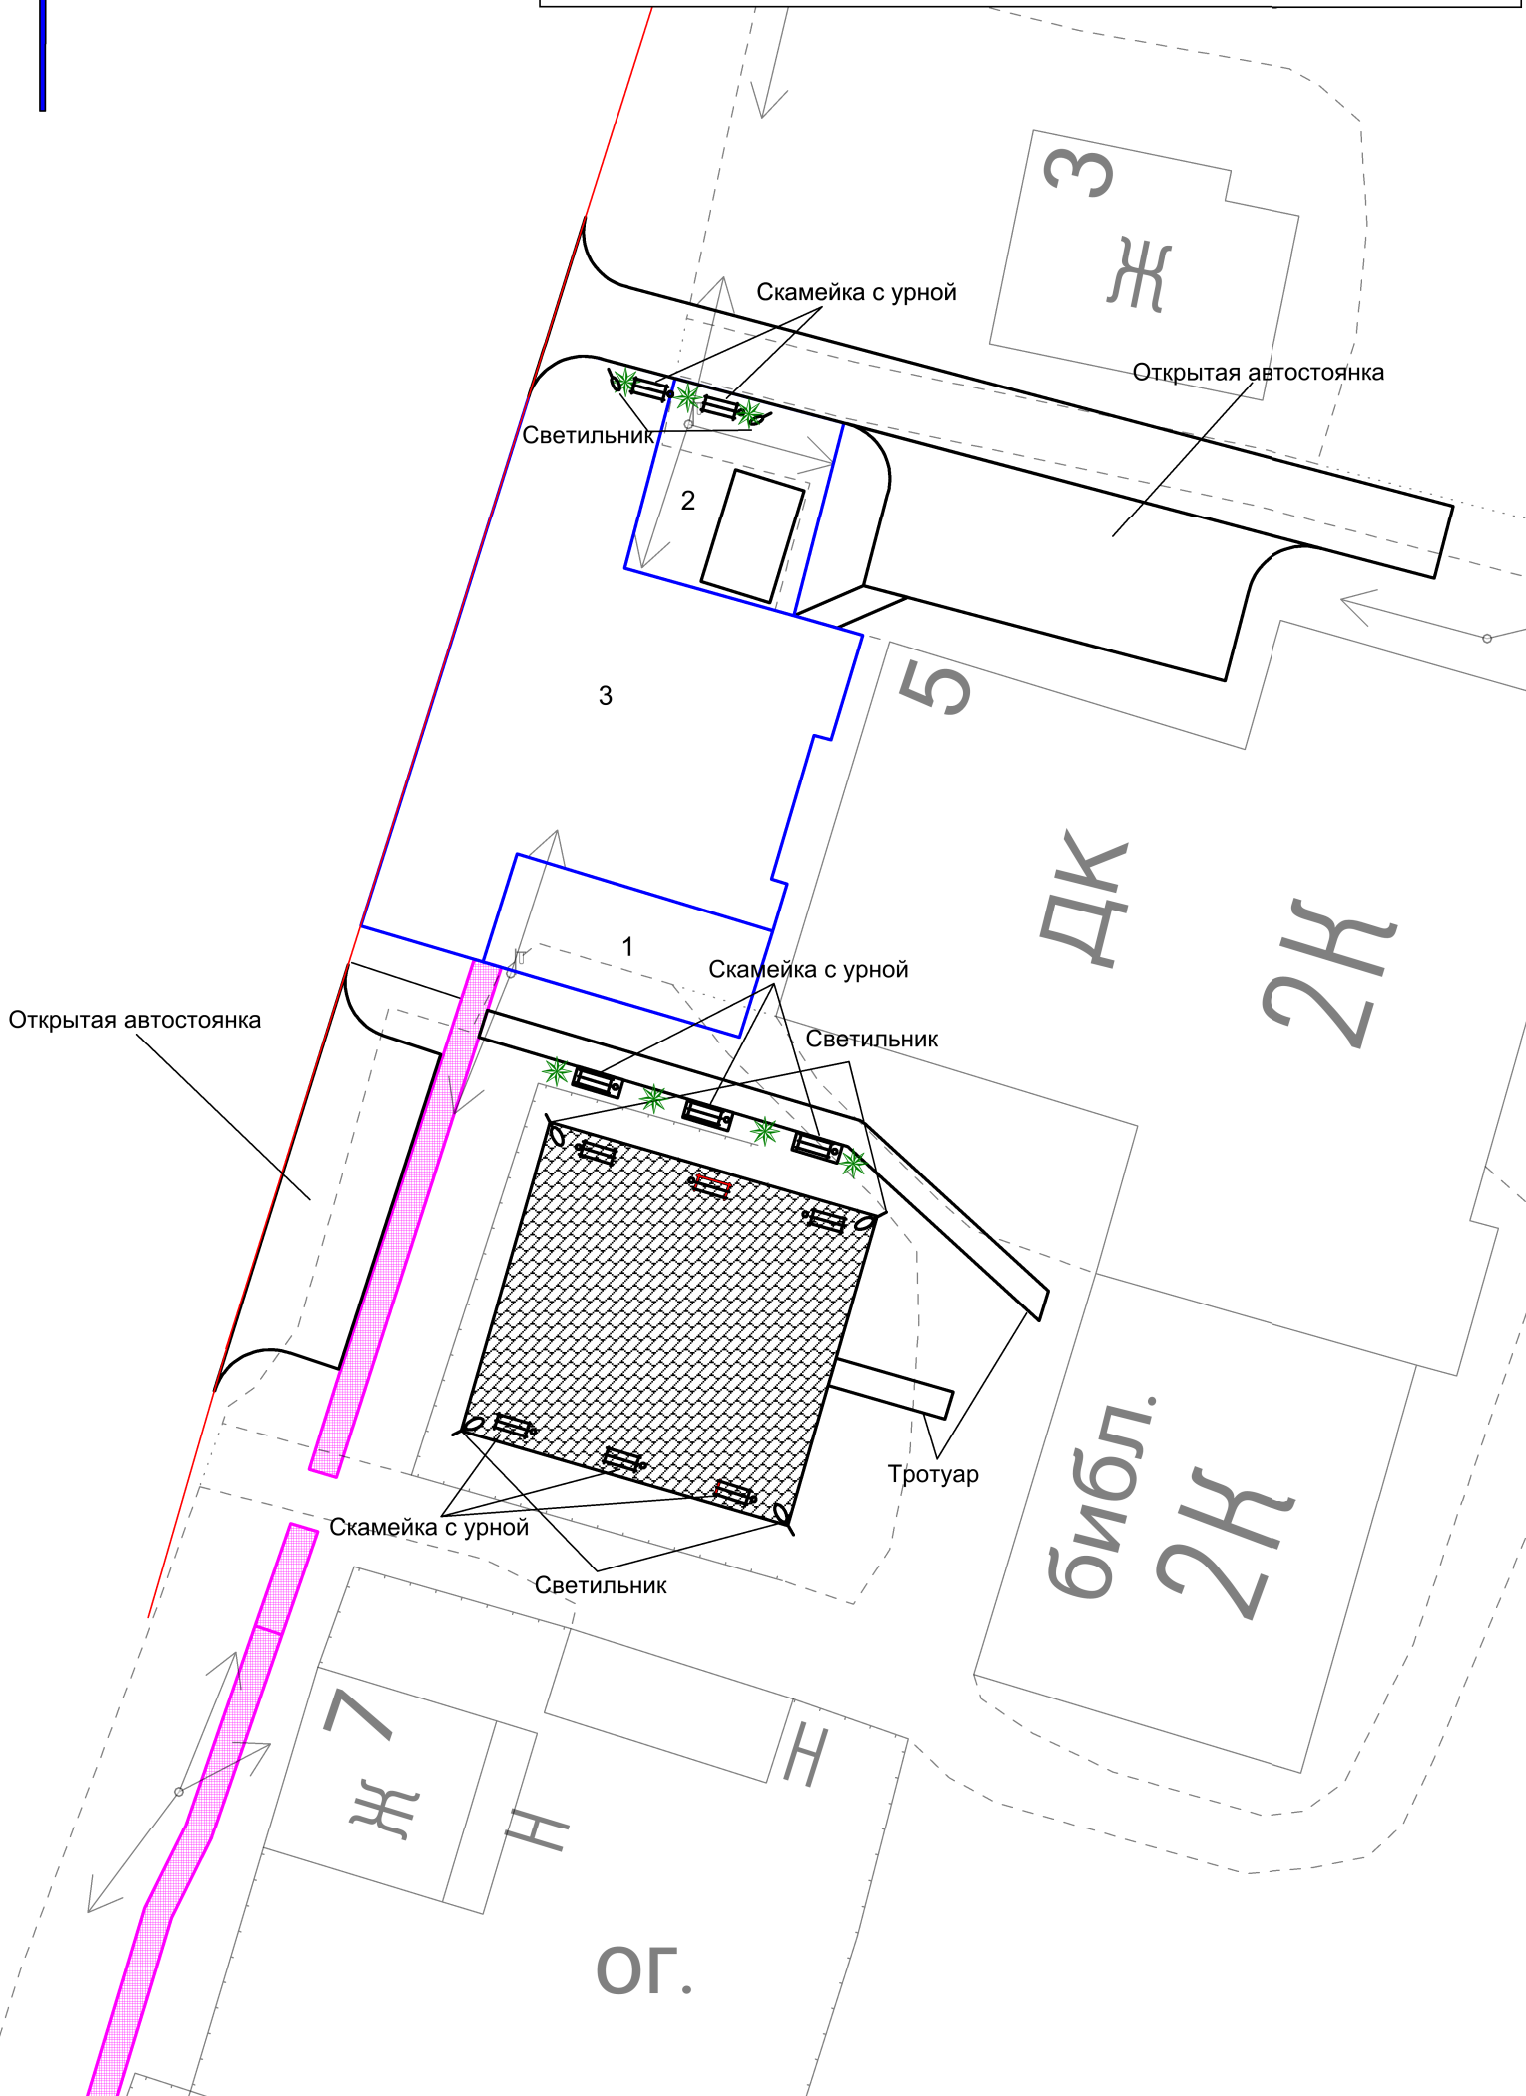 3
Ж
Скамейка с урной
Открытая автостоянка
Светильник
2
5
3
ДК
2К
1
Скамейка с урной
Открытая автостоянка
Светильник
Тротуар
библ.
2К
Скамейка с урной
Светильник
7
Ж
Н
Н
ог.